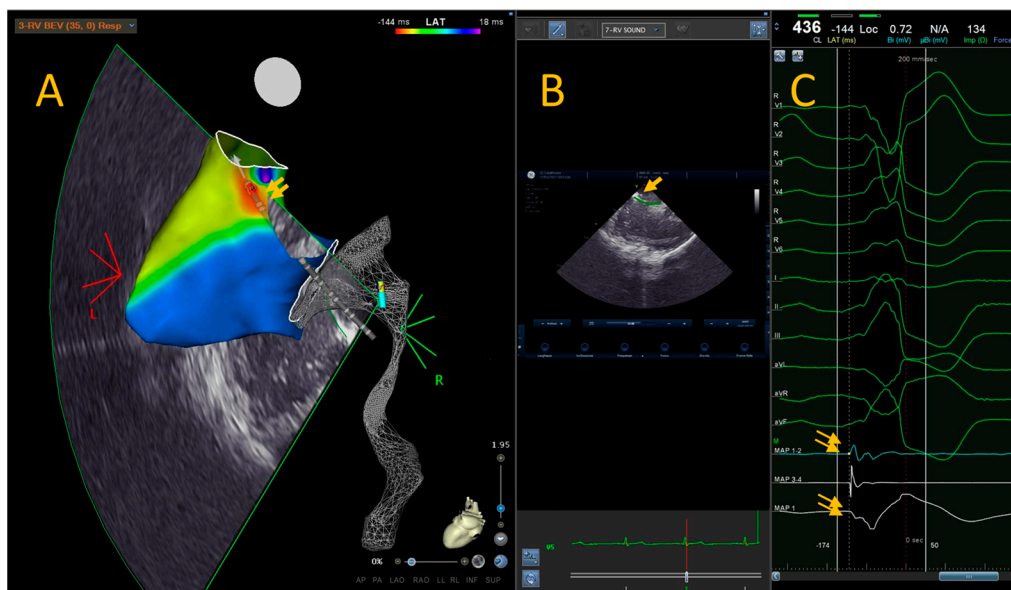 3-RV BEV (35, 0) Resp
-144 ms LAT 18 ms
A
L
R
1.95
0%
AP PA LAO RAO LL RL INF SUP
7-RV SOUND
B
95
436 -144 Loc 0.72 N/A 134
CL LAT (ms) Bi (mV) µBi (mV) Imp (Ω) Force
200 mm/sec
C
R
V1
R
V2
R
V3
R
V4
R
V5
R
V6
I
II
III
aVL
aVR
aVF
M
MAP 1-2
MAP 3-4
MAP 1
0 sec
-174 50